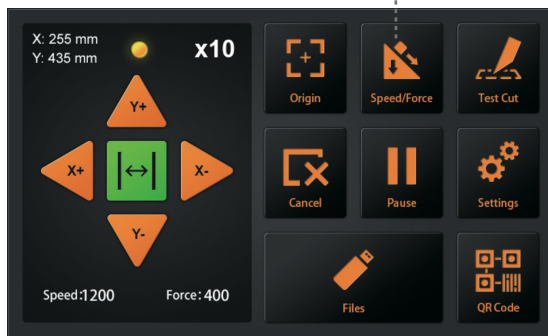 X: 255 mm
Y: 435 mm
x10
Y+
X+
X-
Y-
Speed:1200
Force:400
Origin
Speed/Force
Test Cut
Cancel
Pause
Settings
Files
QR Code